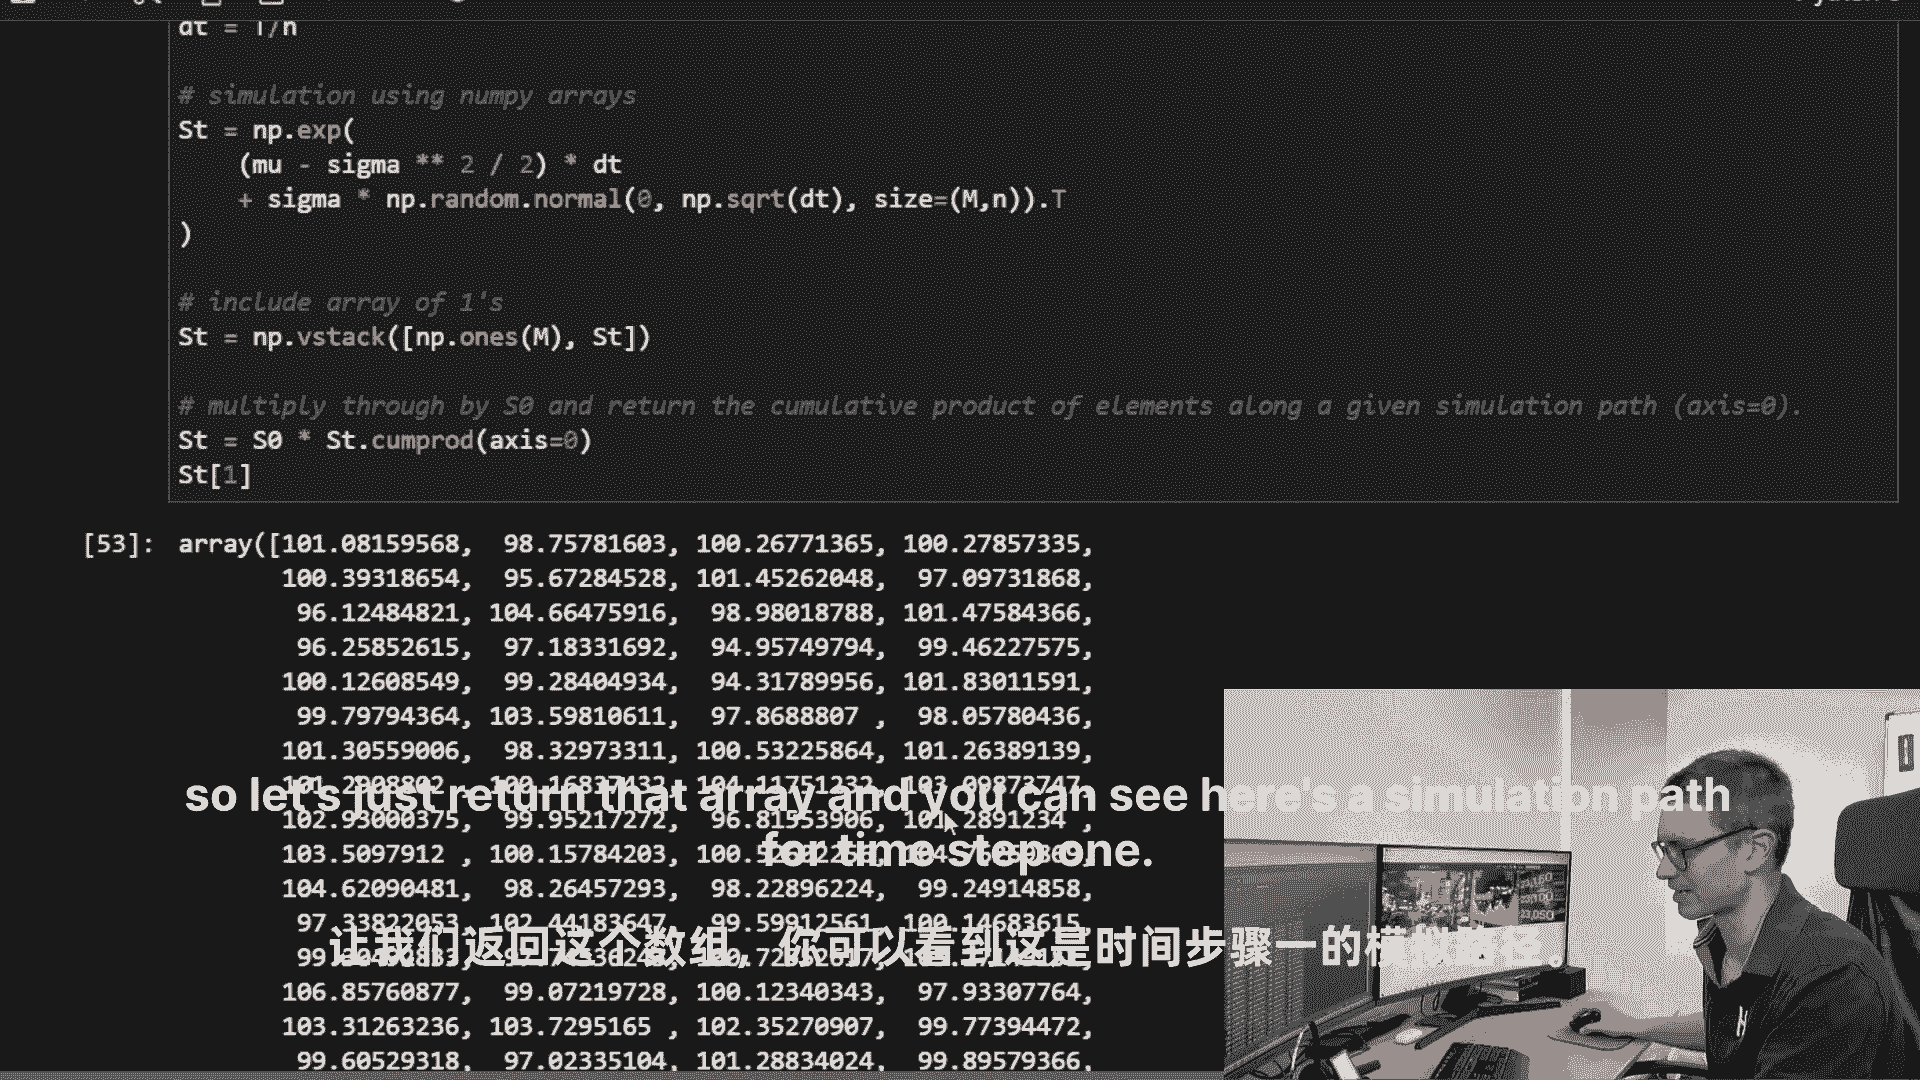 dt = T/n
# simulation using numpy arrays
St = np.exp(
(mu - sigma ** 2 / 2) * dt
+ sigma * np.random.normal(0, np.sqrt(dt), size=(M,n)).T
)
# include array of 1's
St = np.vstack([np.ones(M), St])
# multiply through by S0 and return the cumulative product of elements along a given simulation path (axis=0).
St = S0 * St.cumprod(axis=0)
St[1]
[53]: array([101.08159568, 98.75781603, 100.26771365, 100.27857335,
100.39318654, 95.67284528, 101.45262048, 97.09731868,
96.12484821, 104.66475916, 98.98018788, 101.47584366,
96.25852615, 97.18331692, 94.95749794, 99.46227575,
100.12608549, 99.28404934, 94.31789956, 101.83011591,
99.79794364, 103.59810611, 97.8688807 , 98.05780436,
101.30559006, 98.32973311, 100.53225864, 101.26389139,
so let's just return that array and you can see here's a simulation path
102.93000375, 99.95217272, 96.81553906,
for time step one.
103.5097912 , 100.15784203,
104.62090481, 98.26457293, 98.22896224, 99.24914858,
97.33822053, 102.44183647, 99.59912561, 100.14683615,
让我们返回这个数组，你可以看到这是时间步骤一的模拟路径。
106.85760877, 99.07219728, 100.12340343, 97.93307764,
103.31263236, 103.7295165 , 102.35270907, 99.77394472,
99.60529318, 97.02335104, 101.28834024, 99.89579366,